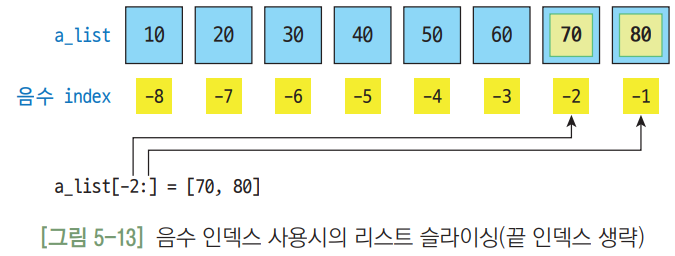 a_list 10 20 30 40 50 60 70 80
음수 index -8 -7 -6 -5 -4 -3 -2 -1
a_list[-2:] = [70, 80]
[그림 5-13] 음수 인덱스 사용시의 리스트 슬라이싱(끝 인덱스 생략)